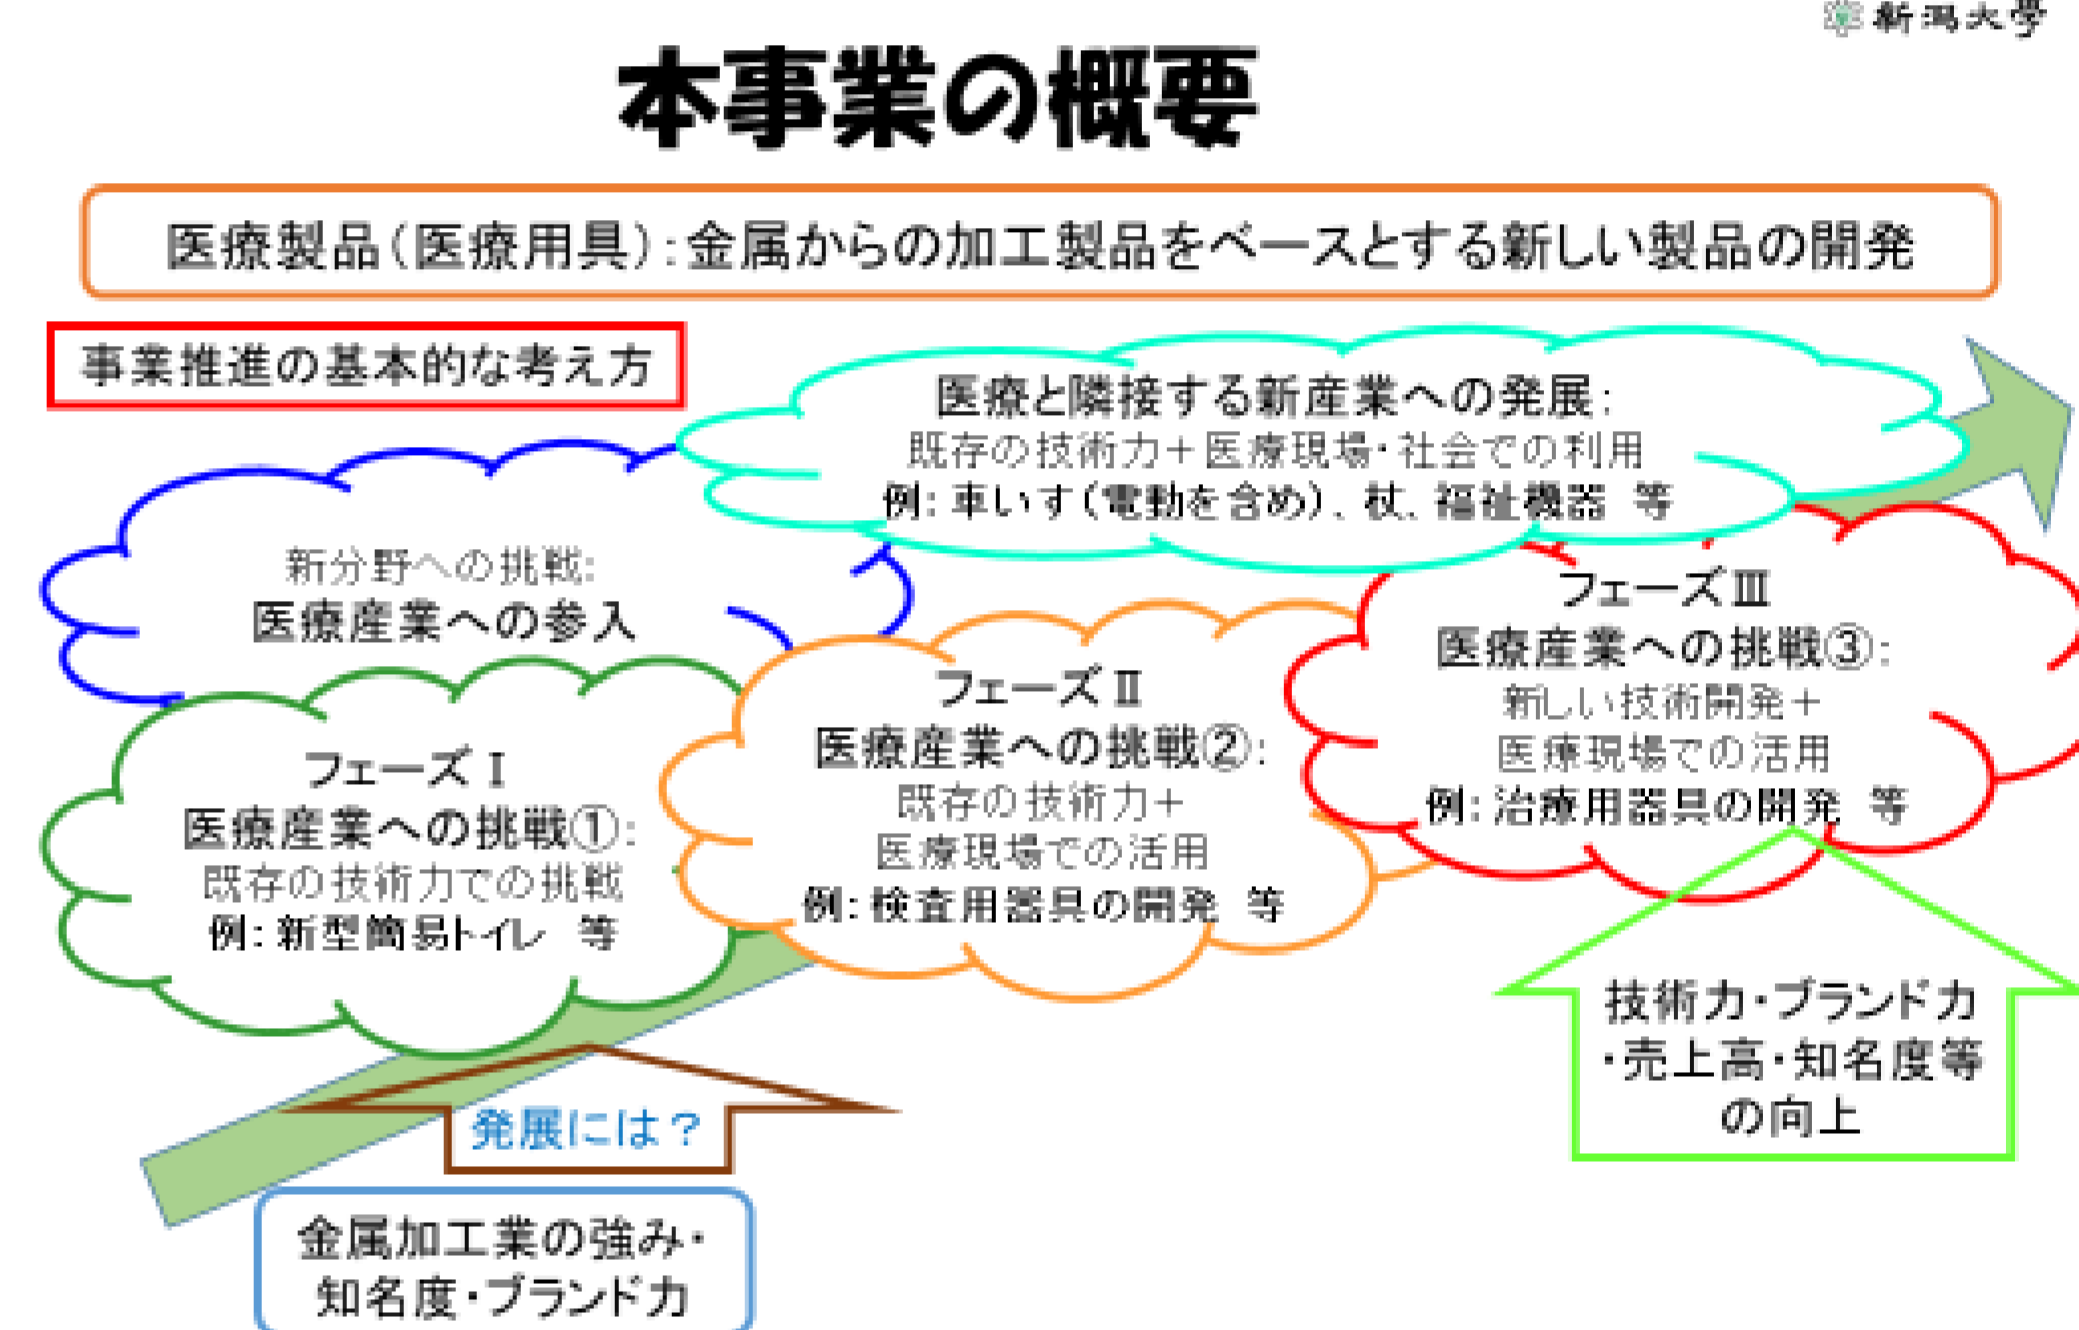 新潟大學
本事業の概要
医療製品(医療用具):金属からの加工製品をベースとする新しい製品の開発
事業推進の基本的な考え方
医療と隣接する新産業への発展:
既存の技術力+医療現場・社会での利用
例:車いす(電動を含め)、杖、福祉機器 等
新分野への挑戦:
医療産業への参入
フェーズⅠ
医療産業への挑戦①:
既存の技術力での挑戦
例:新型簡易トイレ 等
フェーズⅡ
医療産業への挑戦②:
既存の技術力+
医療現場での活用
例:検査用器具の開発 等
フェーズⅢ
医療産業への挑戦③:
新しい技術開発+
医療現場での活用
例:治療用器具の開発 等
発展には?
金属加工業の強み・
知名度・ブランド力
技術力・ブランド力
・売上高・知名度等
の向上